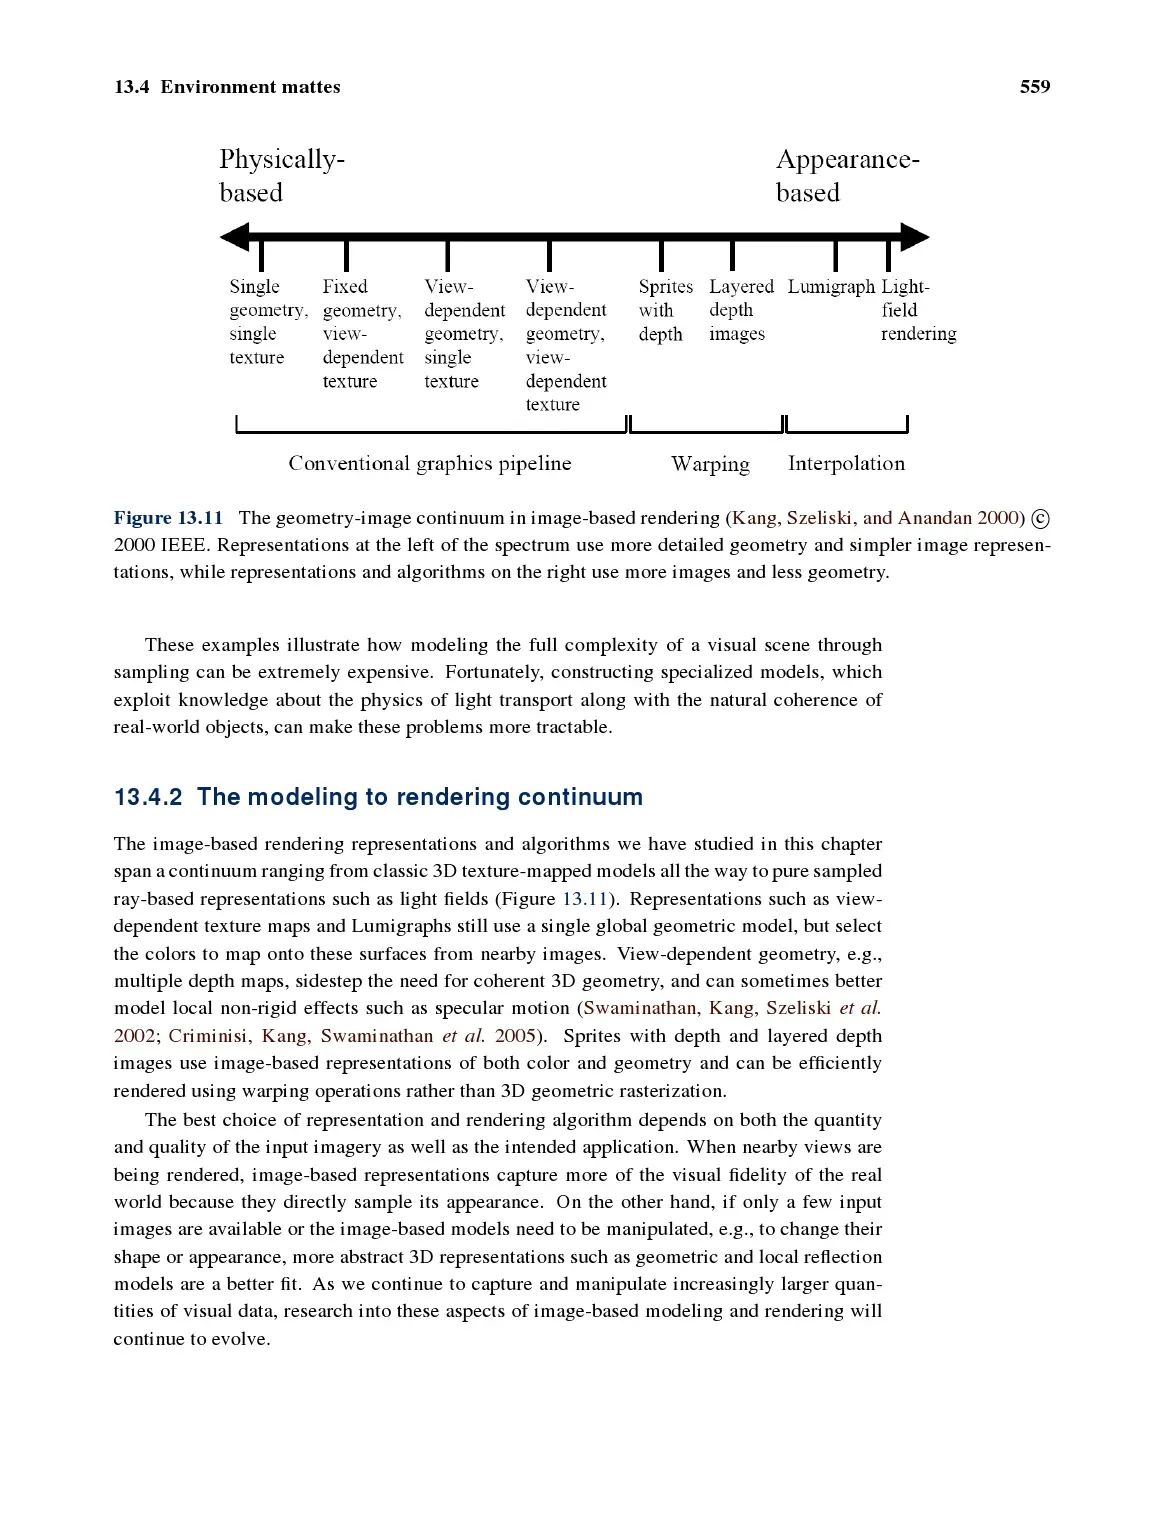 13.4 Environment mattes 559
Physically-
based
Appearance-
based
Single
geometry,
single
texture
Fixed
geometry,
view-
dependent
texture
View-
dependent
geometry,
single
texture
View-
dependent
geometry,
view-
dependent
texture
Sprites
with
depth
Layered
depth
images
Lumigraph
Light-
field
rendering
Conventional graphics pipeline
Warping
Interpolation
Figure 13.11 The geometry-image continuum in image-based rendering (Kang, Szeliski, and Anandan 2000) ©
2000 IEEE. Representations at the left of the spectrum use more detailed geometry and simpler image represen-
tations, while representations and algorithms on the right use more images and less geometry.
These examples illustrate how modeling the full complexity of a visual scene through
sampling can be extremely expensive. Fortunately, constructing specialized models, which
exploit knowledge about the physics of light transport along with the natural coherence of
real-world objects, can make these problems more tractable.
13.4.2 The modeling to rendering continuum
The image-based rendering representations and algorithms we have studied in this chapter
span a continuum ranging from classic 3D texture-mapped models all the way to pure sampled
ray-based representations such as light fields (Figure 13.11). Representations such as view-
dependent texture maps and Lumigraphs still use a single global geometric model, but select
the colors to map onto these surfaces from nearby images. View-dependent geometry, e.g.,
multiple depth maps, sidestep the need for coherent 3D geometry, and can sometimes better
model local non-rigid effects such as specular motion (Swaminathan, Kang, Szeliski et al.
2002; Criminisi, Kang, Swaminathan et al. 2005). Sprites with depth and layered depth
images use image-based representations of both color and geometry and can be efficiently
rendered using warping operations rather than 3D geometric rasterization.
The best choice of representation and rendering algorithm depends on both the quantity
and quality of the input imagery as well as the intended application. When nearby views are
being rendered, image-based representations capture more of the visual fidelity of the real
world because they directly sample its appearance. On the other hand, if only a few input
images are available or the image-based models need to be manipulated, e.g., to change their
shape or appearance, more abstract 3D representations such as geometric and local reflection
models are a better fit. As we continue to capture and manipulate increasingly larger quan-
tities of visual data, research into these aspects of image-based modeling and rendering will
continue to evolve.